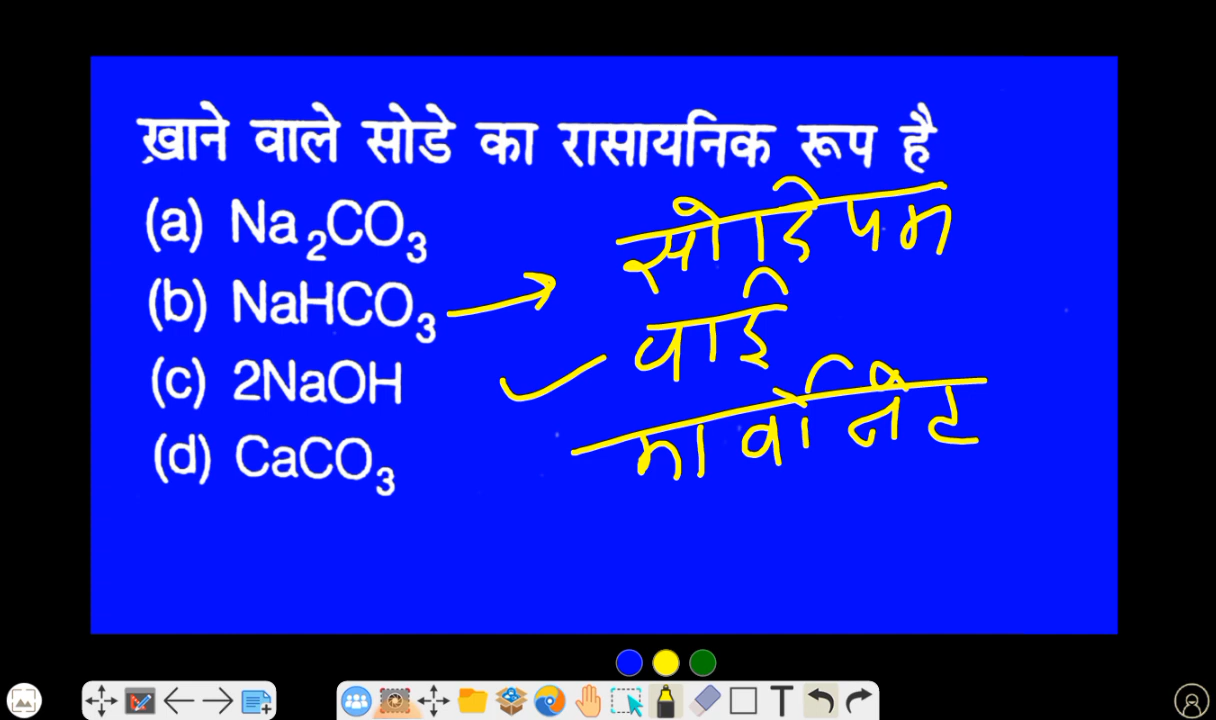 ख़ाने वाले सोडे का रासायनिक रूप है
(a) Na₂CO₃
(b) NaHCO₃
(c) 2NaOH
(d) CaCO₃
सोडियम
वाई
कार्वोनेट
T